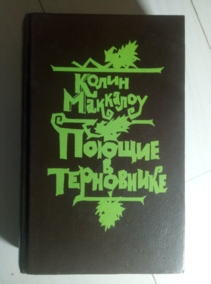 Колин
Маккалоу
Поющие
в
терновнике